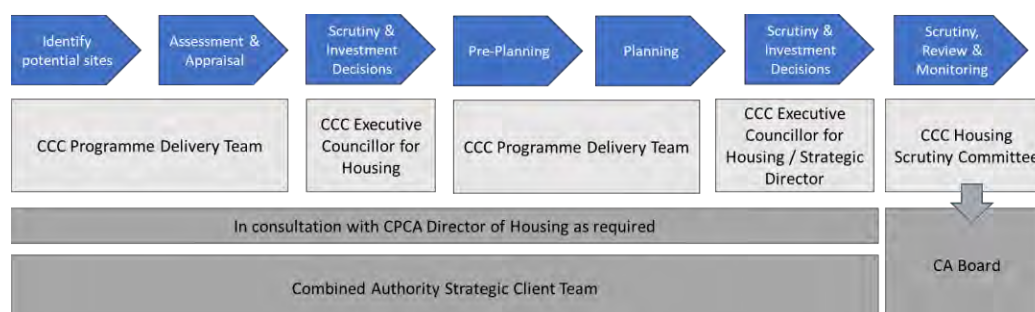 Identify
potential sites
Assessment &
Appraisal
Scrutiny &
Investment
Decisions
Pre-Planning
Planning
Scrutiny &
Investment
Decisions
Scrutiny,
Review &
Monitoring
CCC Programme Delivery Team
CCC Executive
Councillor for
Housing
CCC Programme Delivery Team
CCC Executive
Councillor for
Housing / Strategic
Director
CCC Housing
Scrutiny Committee
In consultation with CPCA Director of Housing as required
Combined Authority Strategic Client Team
CA Board